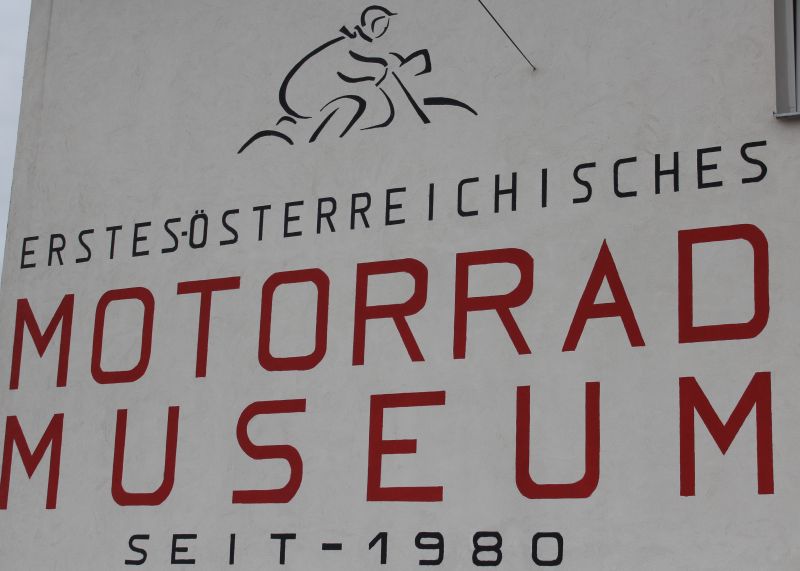 ERSTES-ÖSTERREICHISCHES
MOTORRAD
MUSEUM
SEIT-1980